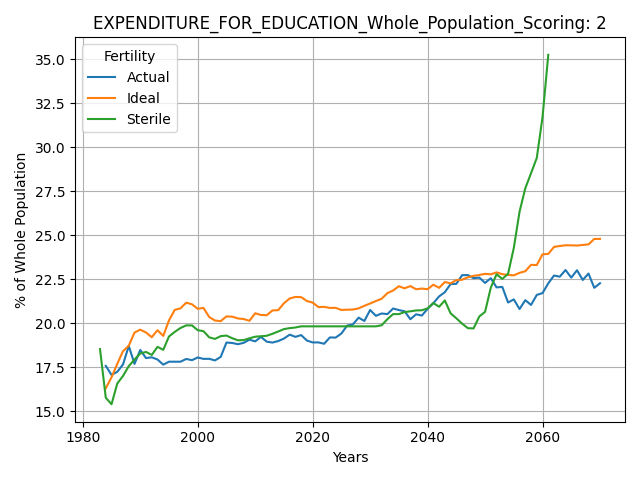 EXPENDITURE_FOR_EDUCATION_Whole_Population_Scoring: 2
Fertility
Actual
Ideal
Sterile
% of Whole Population
35.0
32.5
30.0
27.5
25.0
22.5
20.0
17.5
15.0
1980
2000
2020
2040
2060
Years